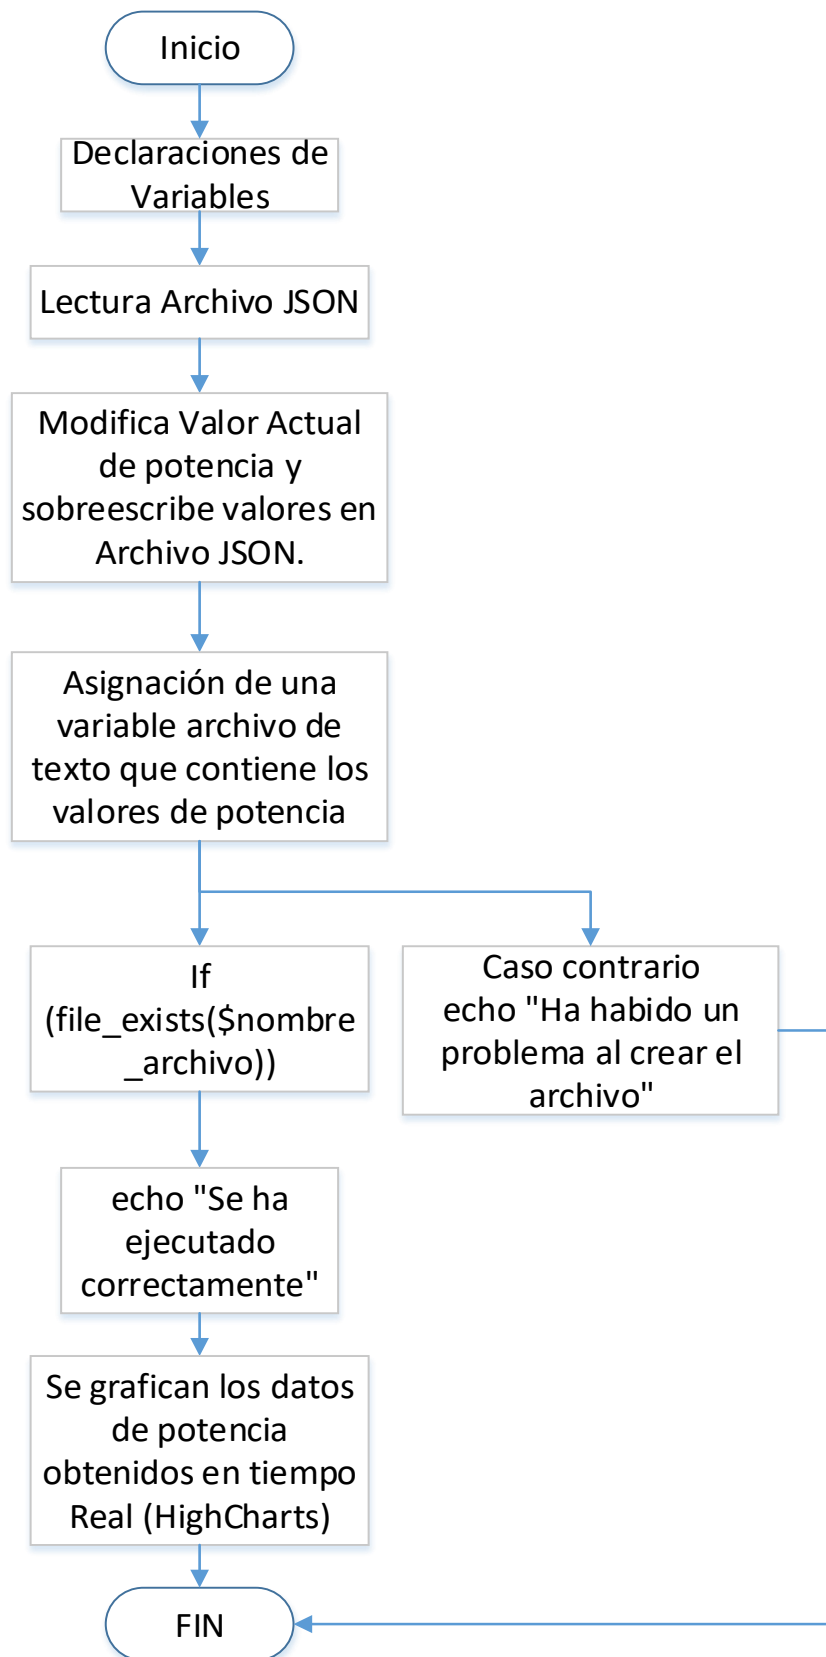 Inicio
Declaraciones de
Variables
Lectura Archivo JSON
Modifica Valor Actual
de potencia y
sobreescribe valores en
Archivo JSON.
Asignación de una
variable archivo de
texto que contiene los
valores de potencia
If
(file_exists($nombre
_archivo))
Caso contrario
echo "Ha habido un
problema al crear el
archivo"
echo "Se ha
ejecutado
correctamente"
Se grafican los datos
de potencia
obtenidos en tiempo
Real (HighCharts)
FIN